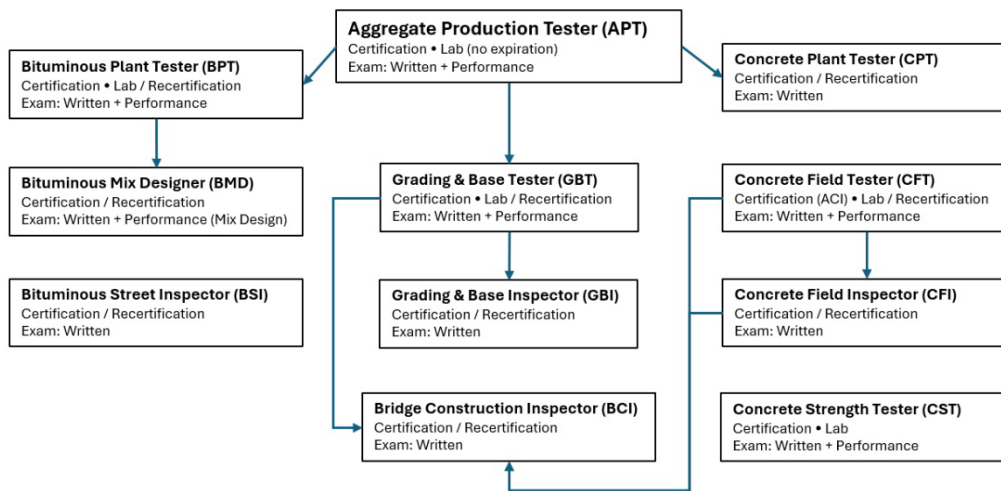 Aggregate Production Tester (APT)
Certification • Lab (no expiration)
Exam: Written + Performance
Bituminous Plant Tester (BPT)
Certification • Lab / Recertification
Exam: Written + Performance
Concrete Plant Tester (CPT)
Certification / Recertification
Exam: Written
Bituminous Mix Designer (BMD)
Certification / Recertification
Exam: Written + Performance (Mix Design)
Grading & Base Tester (GBT)
Certification • Lab / Recertification
Exam: Written + Performance
Concrete Field Tester (CFT)
Certification (ACI) • Lab / Recertification
Exam: Written + Performance
Bituminous Street Inspector (BSI)
Certification / Recertification
Exam: Written
Grading & Base Inspector (GBI)
Certification / Recertification
Exam: Written
Concrete Field Inspector (CFI)
Certification / Recertification
Exam: Written
Bridge Construction Inspector (BCI)
Certification / Recertification
Exam: Written
Concrete Strength Tester (CST)
Certification • Lab
Exam: Written + Performance